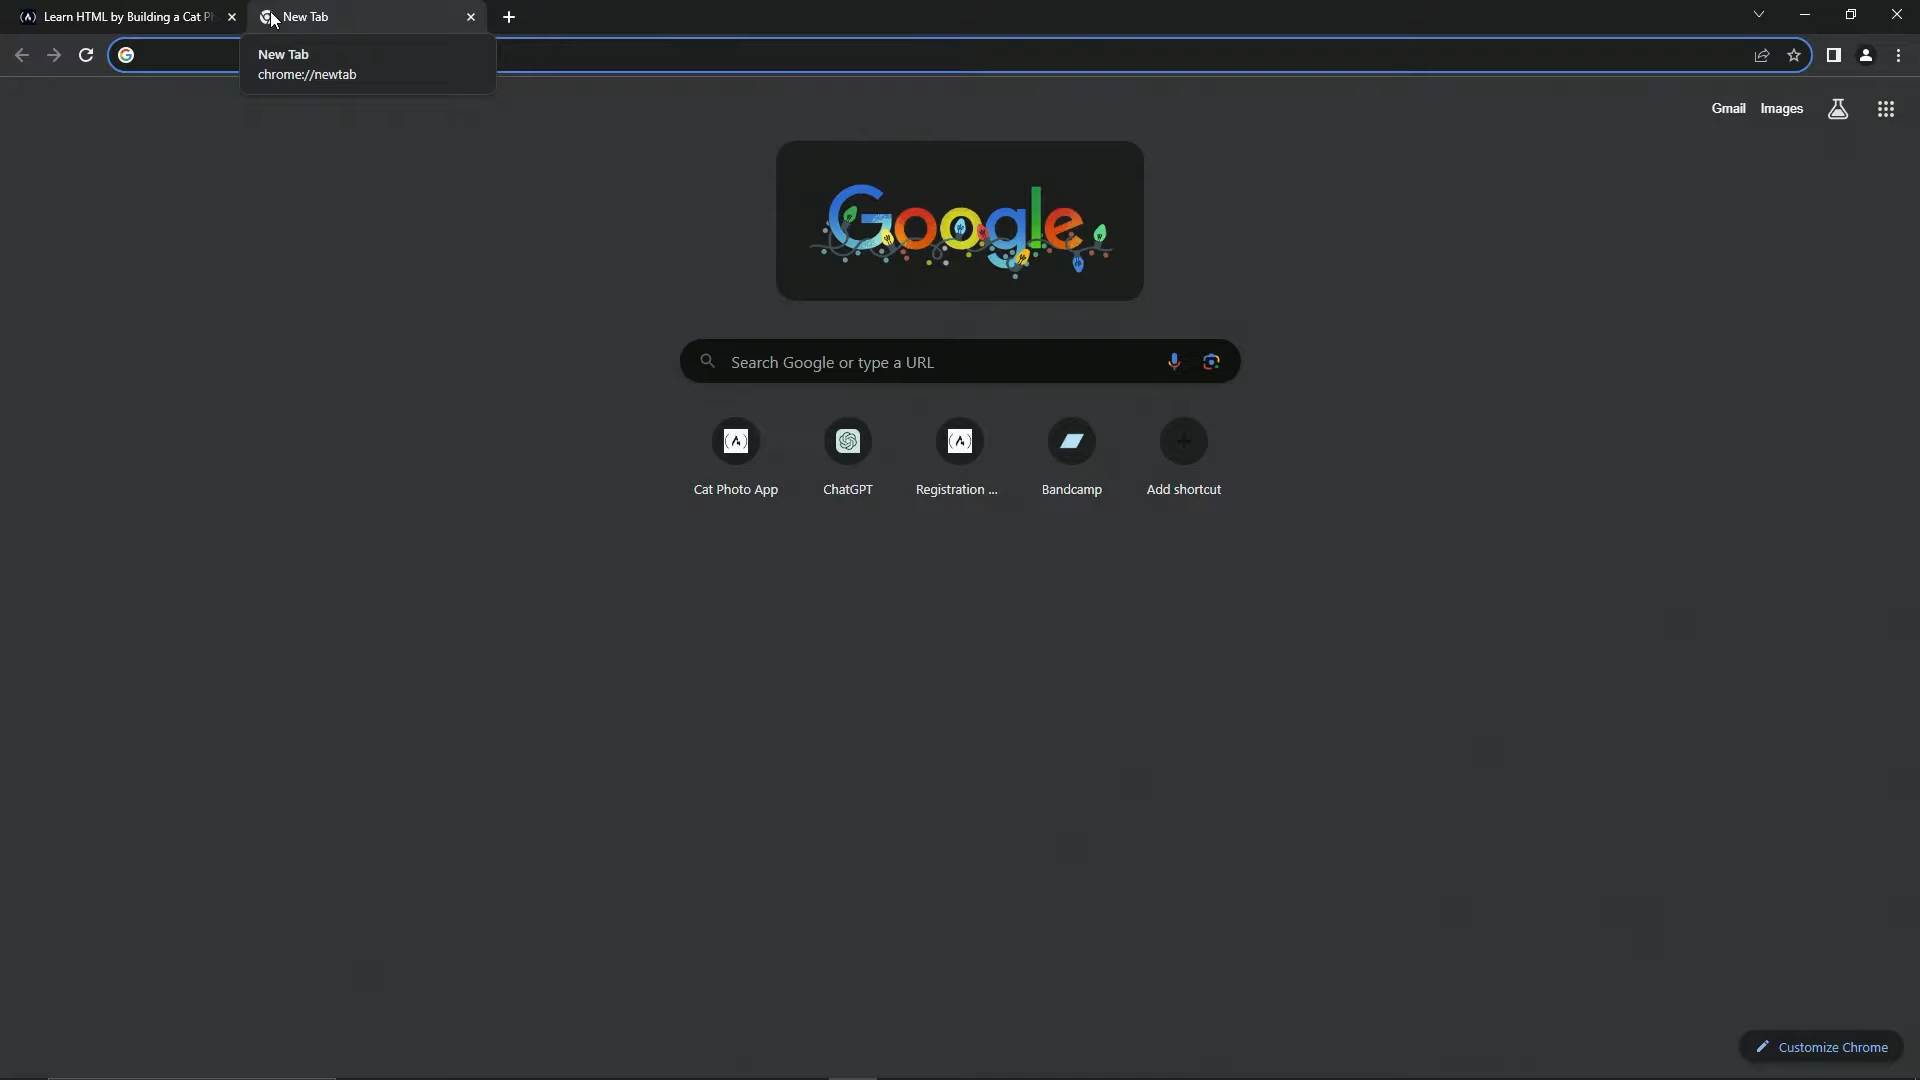 Learn HTML by Building a Cat Ph
New Tab
New Tab
chrome://newtab
Gmail
Images
Google
Search Google or type a URL
Cat Photo App
ChatGPT
Registration ...
Bandcamp
Add shortcut
Customize Chrome